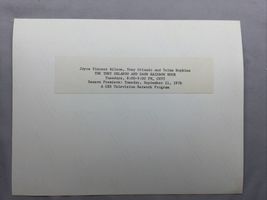 Joyce Vincent Wilson, Tony Orlando and Telma Hopkins
THE TONY ORLANDO AND DAWN RAINBOW HOUR
Tuesdays, 8:00-9:00 PM, CNYT
Season Premiere: Tuesday, September 21, 1976
A CBS Television Network Program